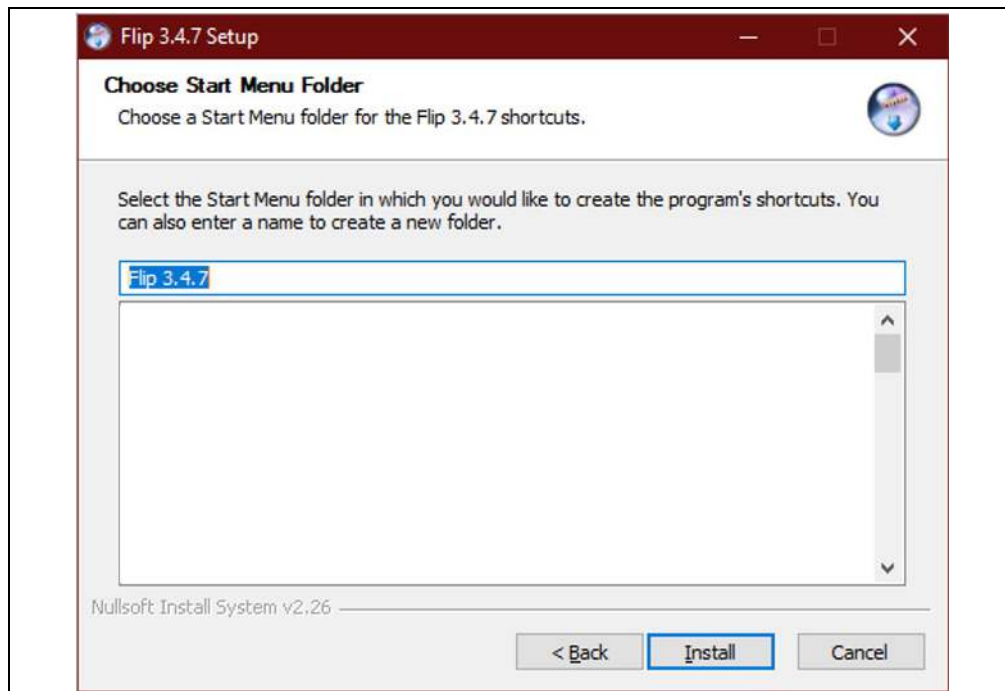 Flip 3.4.7 Setup
Choose Start Menu Folder
Choose a Start Menu folder for the Flip 3.4.7 shortcuts.
Select the Start Menu folder in which you would like to create the program's shortcuts. You
can also enter a name to create a new folder.
Flip 3.4.7
Nullsoft Install System v2.26
< Back
Install
Cancel